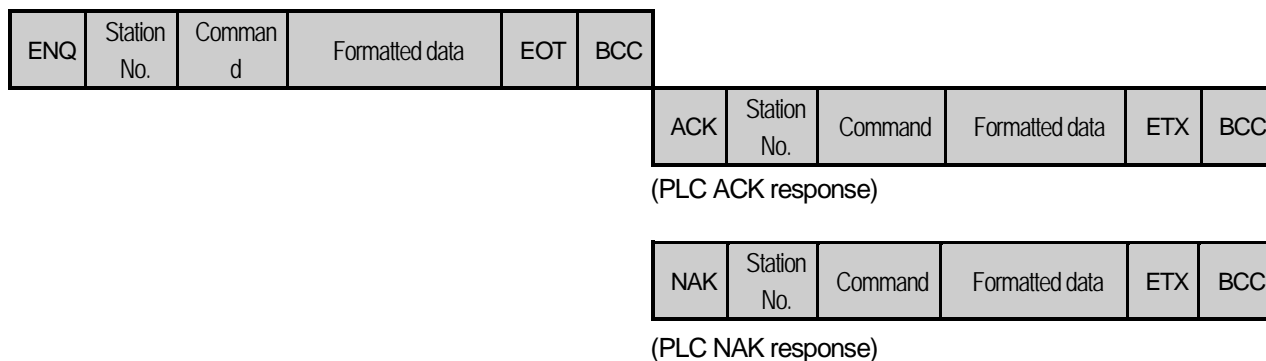 ENQ Station No. Comman d Formatted data EOT BCC
ACK Station No. Command Formatted data ETX BCC
(PLC ACK response)
NAK Station No. Command Formatted data ETX BCC
(PLC NAK response)